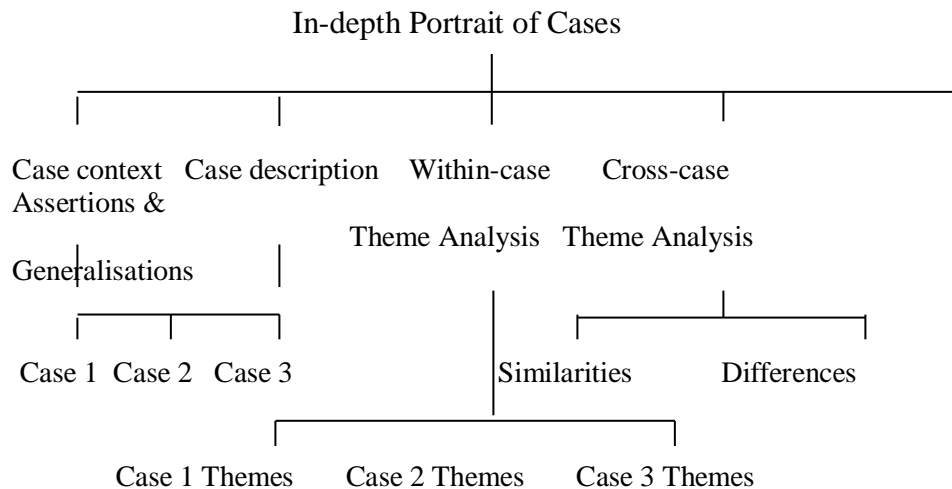 In-depth Portrait of Cases
Case context Case description Within-case Cross-case
Assertions &
Theme Analysis Theme Analysis
Generalisations
Case 1 Case 2 Case 3 Similarities Differences
Case 1 Themes Case 2 Themes Case 3 Themes